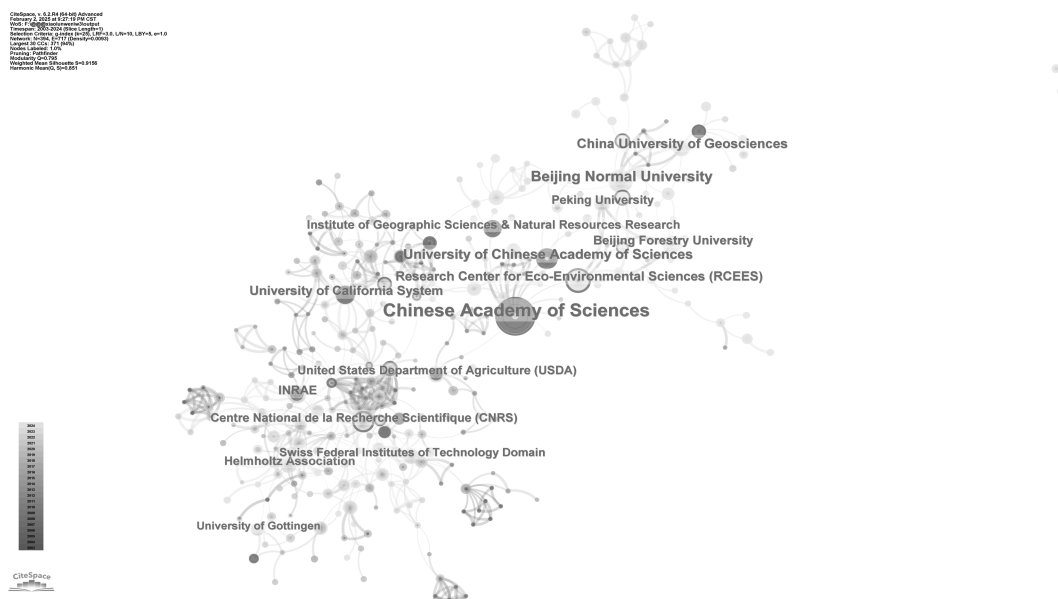 CiteSpace, v. 6.2.R4 (64-bit) Advanced
February 2, 2025 at 9:27:19 PM CST
Timespan: 2003-2024 (Slice Length=1)
Selection Criteria: g-index (k=25), LRF=3.0, L/N=10, LBY=5, e=1.0
Network: N=394, E=717 (Density=0.0093)
Largest 30 CCs: 371 (94%)
Nodes Labeled: 1.0%
Pruning: Pathfinder
Modularity Q=0.795
Weighted Mean Silhouette S=0.9156
Harmonic Mean(Q, S)=0.851
China University of Geosciences
Beijing Normal University
Peking University
Institute of Geographic Sciences & Natural Resources Research
Beijing Forestry University
University of Chinese Academy of Sciences
Research Center for Eco-Environmental Sciences (RCEES)
University of California System
Chinese Academy of Sciences
United States Department of Agriculture (USDA)
INRAE
Centre National de la Recherche Scientifique (CNRS)
Swiss Federal Institutes of Technology Domain
Helmholtz Association
University of Gottingen
CiteSpace